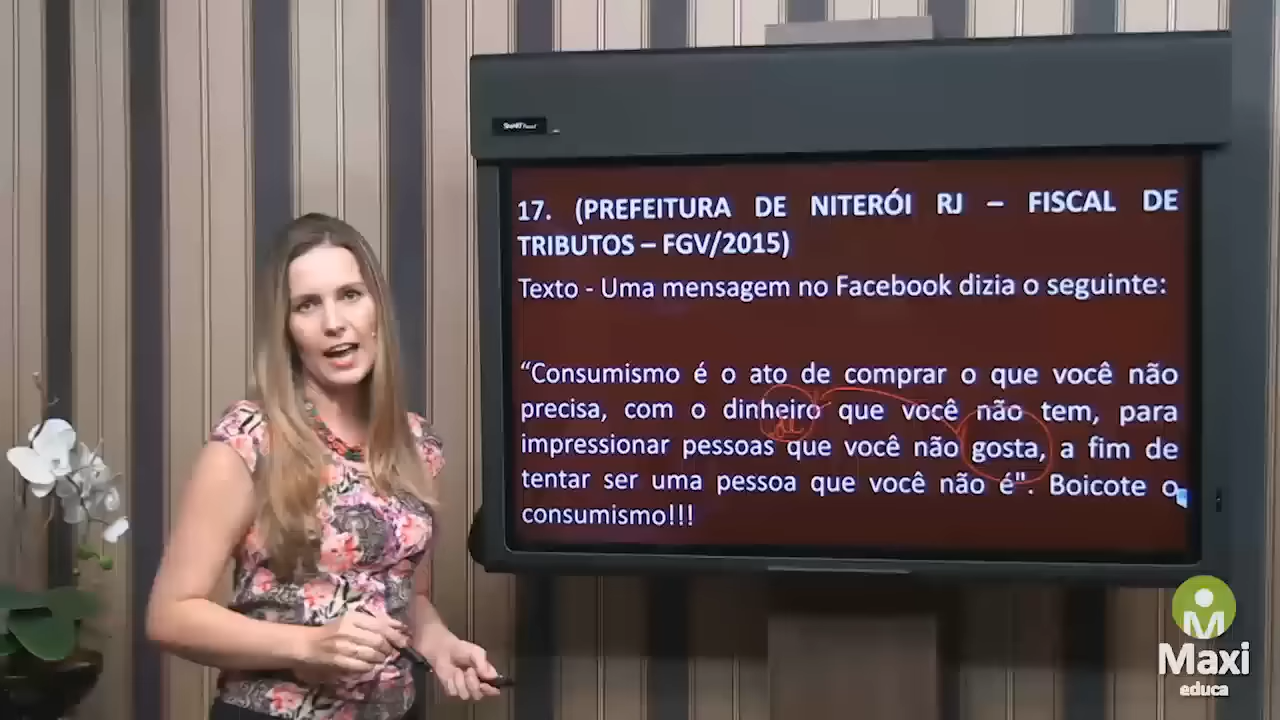 SMART Board
17. (PREFEITURA DE NITERÓI RJ – FISCAL DE
TRIBUTOS – FGV/2015)
Texto - Uma mensagem no Facebook dizia o seguinte:
“Consumismo é o ato de comprar o que você não
precisa, com o dinheiro que você não tem, para
impressionar pessoas que você não gosta, a fim de
tentar ser uma pessoa que você não é". Boicote o
consumismo!!!
Maxi
educa